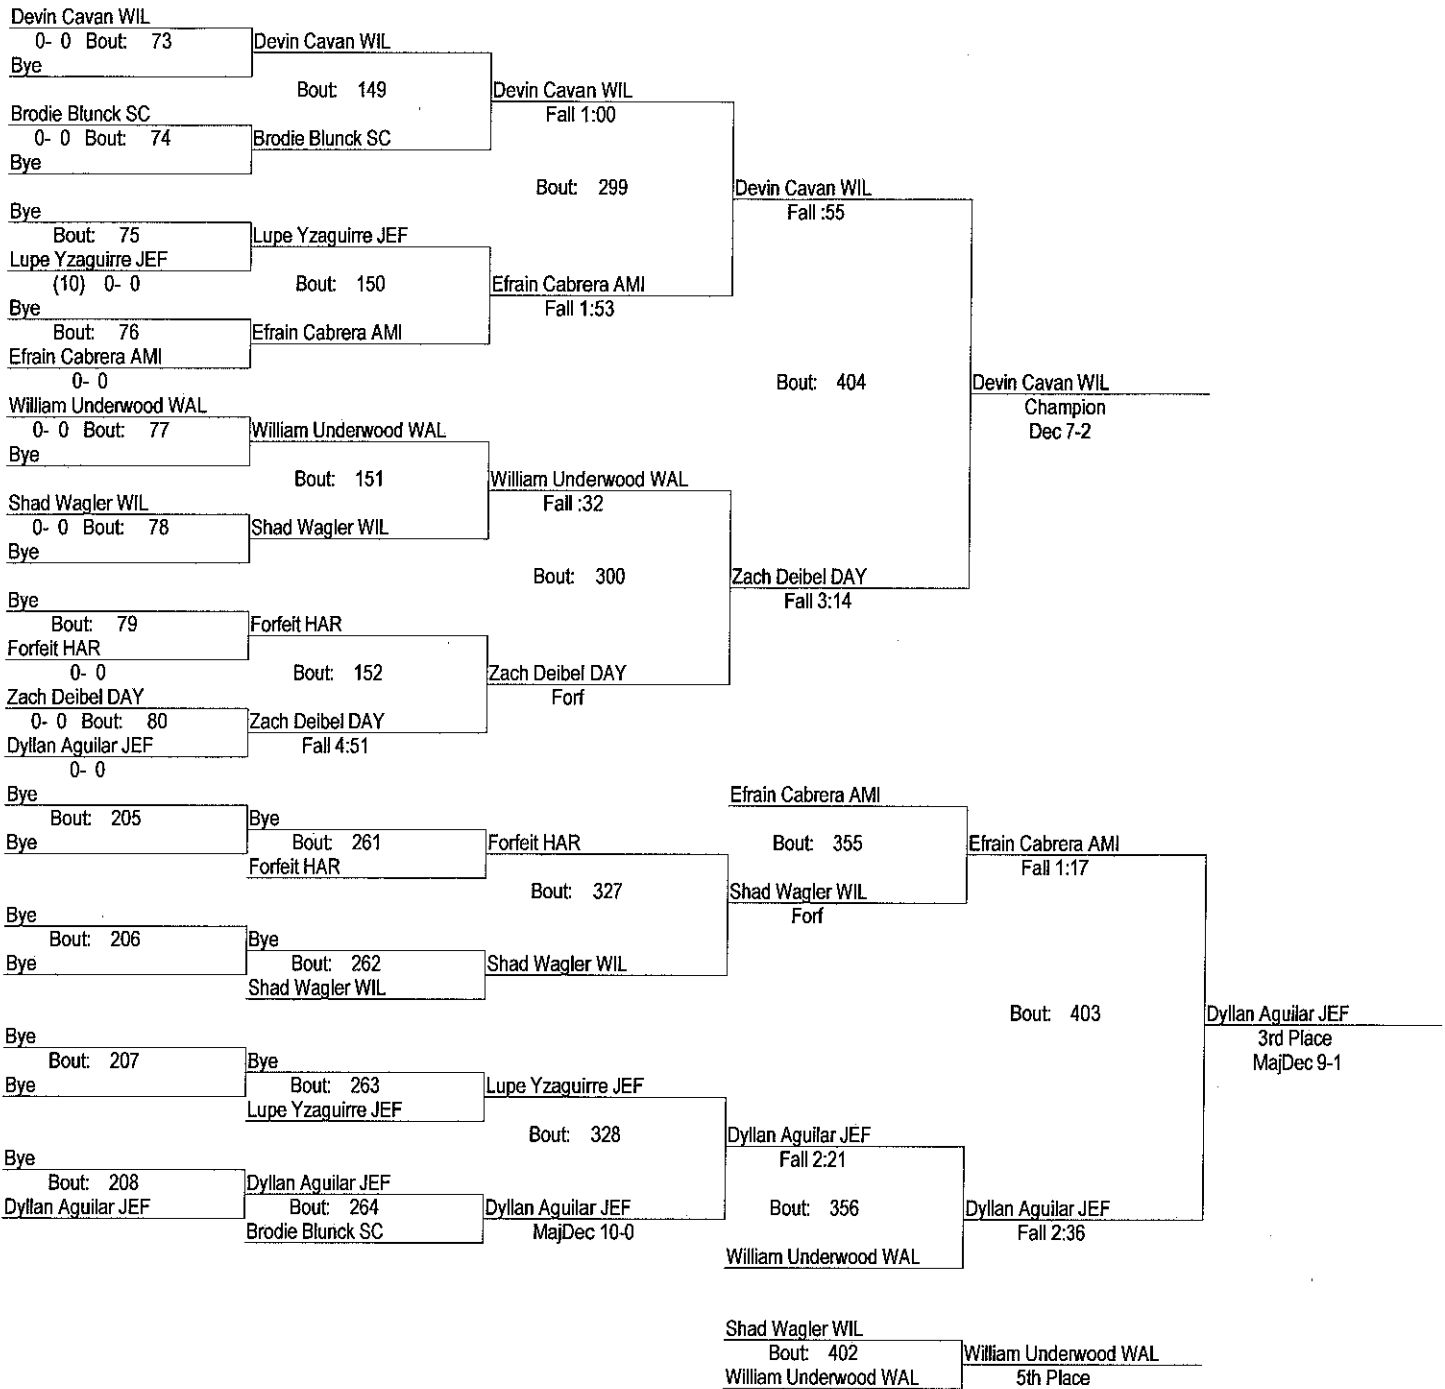 Devin Cavan WIL
0- 0 Bout: 73
Bye
Devin Cavan WIL
Bout: 149
Brodie Blunck SC
0- 0 Bout: 74
Bye
Brodie Blunck SC
Devin Cavan WIL
Fall 1:00
Bout: 299
Bye
Bout: 75
Lupe Yzaguirre JEF
(10) 0- 0
Lupe Yzaguirre JEF
Bout: 150
Bye
Bout: 76
Efrain Cabrera AMI
0- 0
Efrain Cabrera AMI
Efrain Cabrera AMI
Fall 1:53
Devin Cavan WIL
Fall :55
Bout: 404
William Underwood WAL
0- 0 Bout: 77
Bye
William Underwood WAL
Bout: 151
Shad Wagler WIL
0- 0 Bout: 78
Bye
Shad Wagler WIL
William Underwood WAL
Fall :32
Bout: 300
Bye
Bout: 79
Forfeit HAR
0- 0
Forfeit HAR
Bout: 152
Zach Deibel DAY
0- 0 Bout: 80
Dyllan Aguilar JEF
0- 0
Zach Deibel DAY
Fall 4:51
Zach Deibel DAY
Forf
Zach Deibel DAY
Fall 3:14
Devin Cavan WIL
Champion
Dec 7-2
Bye
Bout: 205
Bye
Bye
Bout: 261
Forfeit HAR
Forfeit HAR
Bout: 327
Bye
Bout: 206
Bye
Bye
Bout: 262
Shad Wagler WIL
Shad Wagler WIL
Efrain Cabrera AMI
Bout: 355
Shad Wagler WIL
Forf
Efrain Cabrera AMI
Fall 1:17
Bout: 403
Bye
Bout: 207
Bye
Bye
Bout: 263
Lupe Yzaguirre JEF
Lupe Yzaguirre JEF
Bout: 328
Bye
Bout: 208
Dyllan Aguilar JEF
Dyllan Aguilar JEF
Bout: 264
Brodie Blunck SC
Dyllan Aguilar JEF
MajDec 10-0
Dyllan Aguilar JEF
Fall 2:21
Bout: 356
William Underwood WAL
Dyllan Aguilar JEF
Fall 2:36
Dyllan Aguilar JEF
3rd Place
MajDec 9-1
Shad Wagler WIL
Bout: 402
William Underwood WAL
William Underwood WAL
5th Place